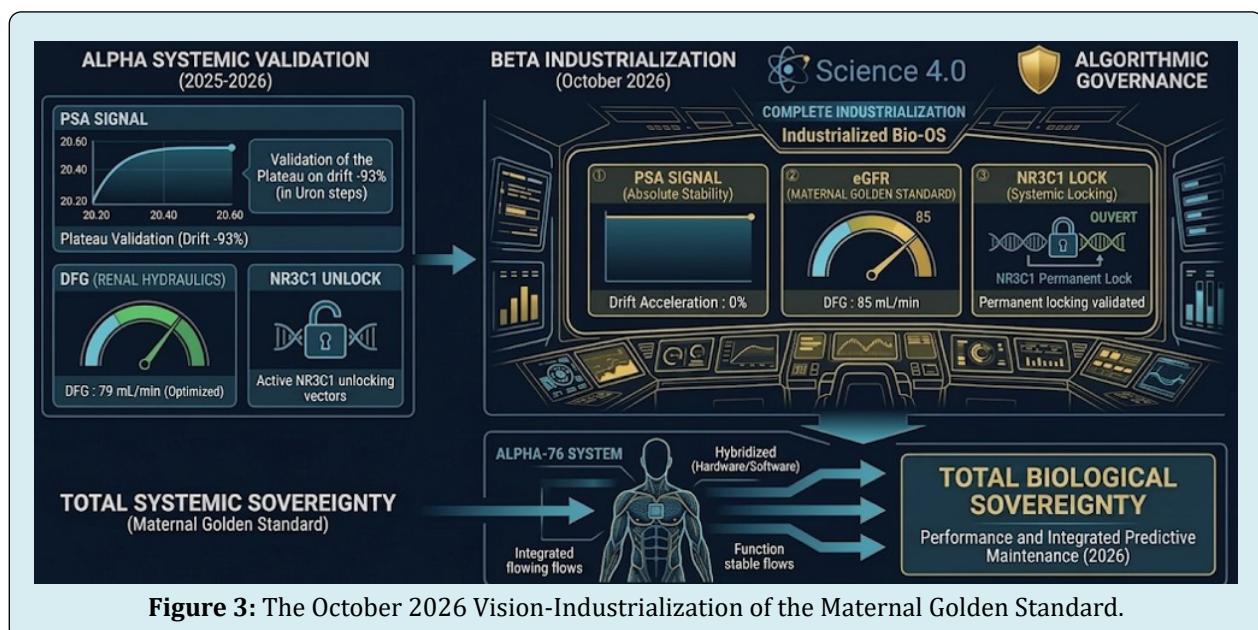 ALPHA SYSTEMIC VALIDATION
(2025-2026)
PSA SIGNAL
20.60
20.40
20.20
20.20 20.40 20.60
Validation of the
Plateau on drift -93%
(in Uron steps)
Plateau Validation (Drift -93%)
DFG (RENAL HYDRAULICS)
DFG : 79 mL/min (Optimized)
NR3C1 UNLOCK
Active NR3C1 unlocking
vectors
BETA INDUSTRIALIZATION
(October 2026)
Science 4.0
ALGORITHMIC
GOVERNANCE
COMPLETE INDUSTRIALIZATION
Industrialized Bio-OS
① PSA SIGNAL
(Absolute Stability)
Drift Acceleration : 0%
② eGFR
(MATERNAL GOLDEN STANDARD)
85
DFG : 85 mL/min
③ NR3C1 LOCK
(Systemic Locking)
OUVERT
NR3C1 Permanent Lock
Permanent locking validated
TOTAL SYSTEMIC SOVEREIGNTY
(Maternal Golden Standard)
ALPHA-76 SYSTEM
Hybridized
(Hardware/Software)
Integrated
flowing flows
Function
stable flows
TOTAL BIOLOGICAL
SOVEREIGNTY
Performance and Integrated Predictive
Maintenance (2026)
Figure 3: The October 2026 Vision-Industrialization of the Maternal Golden Standard.